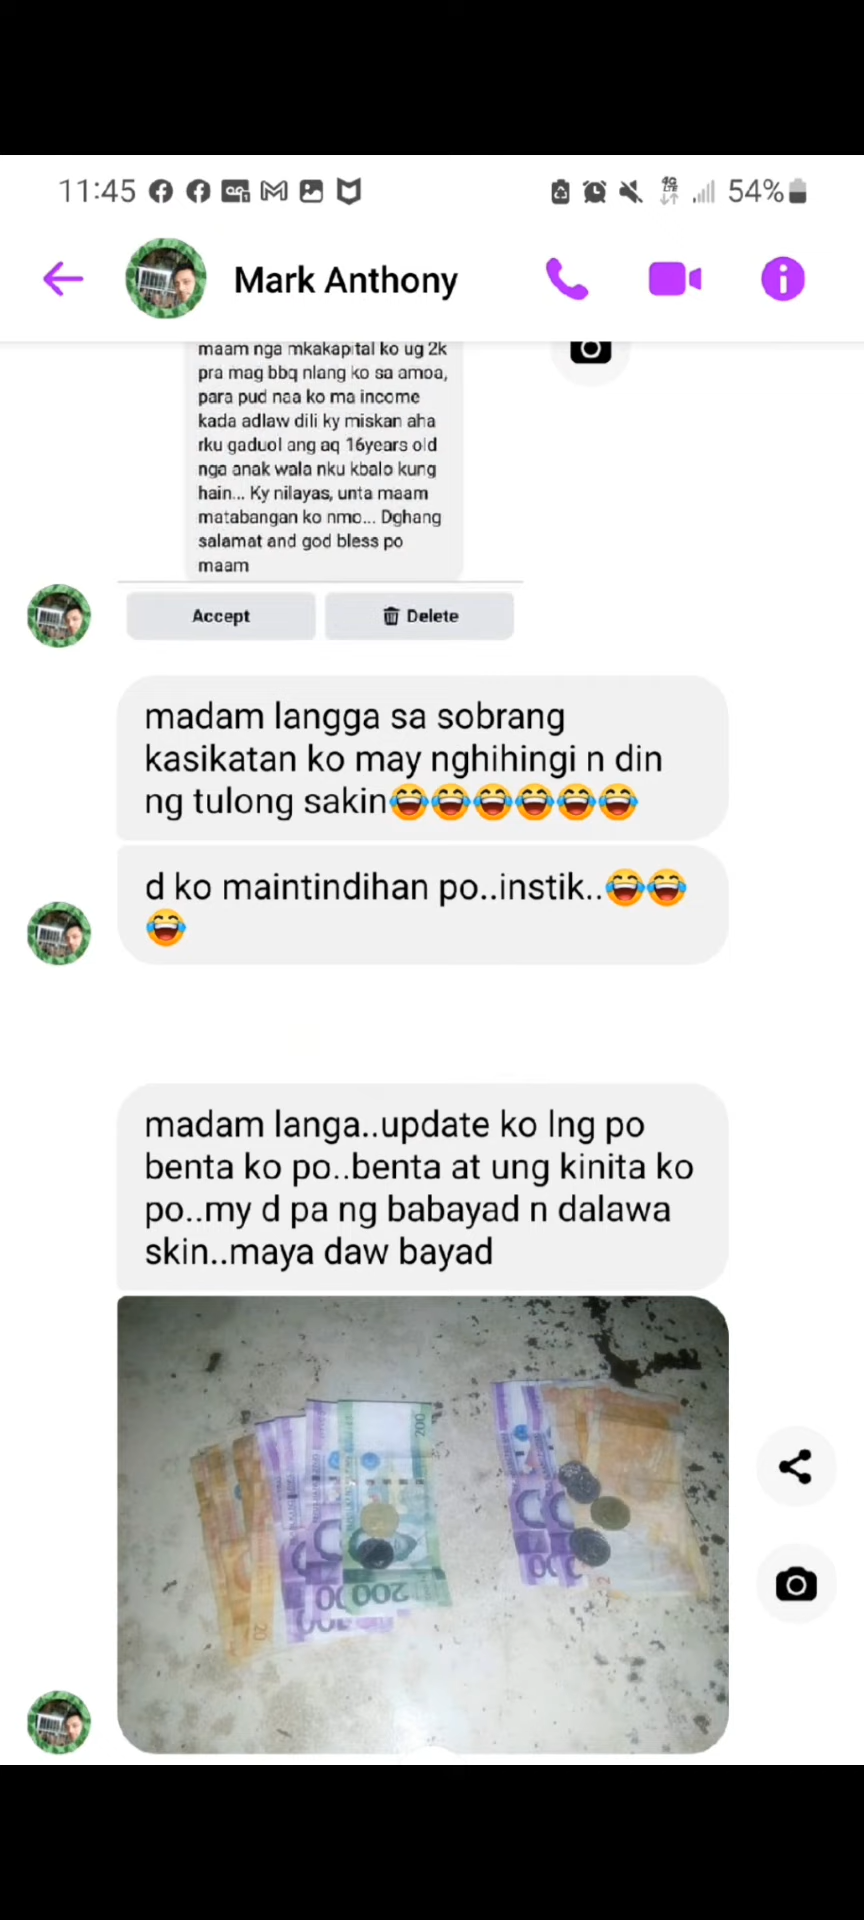 11:45
4G
54%
Mark Anthony
maam nga mkakapital ko ug 2k
pra mag bbq nlang ko sa amoa,
para pud naa ko ma income
kada adlaw dili ky miskan aha
rku gaduol ang aq 16years old
nga anak wala nku kbalo kung
hain... Ky nilayas, unta maam
matabangan ko nmo... Dghang
salamat and god bless po
maam
Accept
Delete
madam langga sa sobrang
kasikatan ko may nghihingi n din
ng tulong sakin😂😂😂😂😂😂
d ko maintindihan po..instik..😂😂
😂
madam langa..update ko lng po
benta ko po..benta at ung kinita ko
po..my d pa ng babayad n dalawa
skin..maya daw bayad
200
200
20